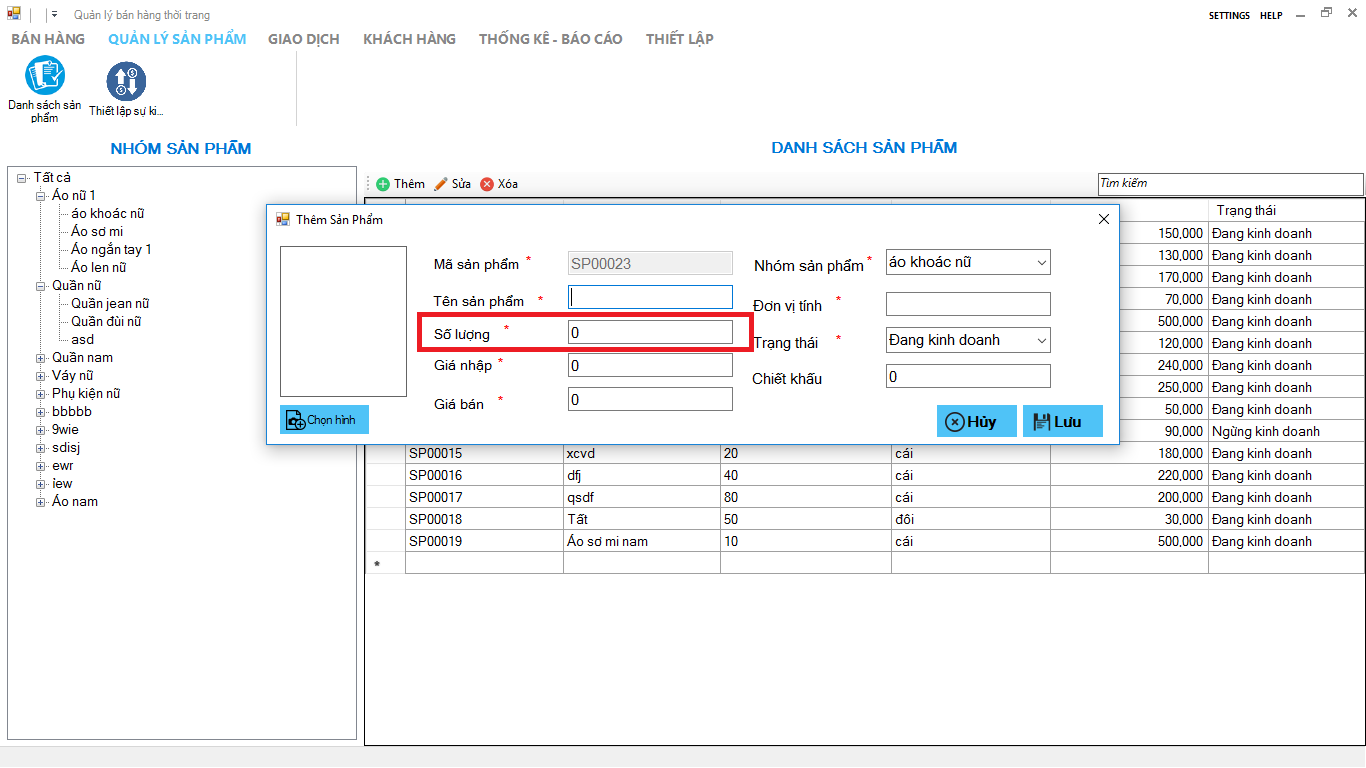 Quản lý bán hàng thời trang
SETTINGS HELP
BÁN HÀNG QUẢN LÝ SẢN PHẨM GIAO DỊCH KHÁCH HÀNG THỐNG KÊ - BÁO CÁO THIẾT LẬP
Danh sách sản phẩm
Thiết lập sự ki...
NHÓM SẢN PHẨM
Tất cả
Áo nữ 1
áo khoác nữ
Áo sơ mi
Áo ngắn tay 1
Áo len nữ
Quần nữ
Quần jean nữ
Quần đùi nữ
asd
Quần nam
Váy nữ
Phụ kiện nữ
bbbbb
9wie
sdisj
ewr
iew
Áo nam
DANH SÁCH SẢN PHẨM
Thêm Sửa Xóa
Tìm kiếm
Thêm Sản Phẩm
Chọn hình
Mã sản phẩm * SP00023
Tên sản phẩm *
Số lượng * 0
Giá nhập * 0
Giá bán * 0
Nhóm sản phẩm * áo khoác nữ
Đơn vị tính *
Trạng thái * Đang kinh doanh
Chiết khấu 0
Hủy Lưu
Trạng thái
150,000 Đang kinh doanh
130,000 Đang kinh doanh
170,000 Đang kinh doanh
70,000 Đang kinh doanh
500,000 Đang kinh doanh
120,000 Đang kinh doanh
240,000 Đang kinh doanh
250,000 Đang kinh doanh
50,000 Đang kinh doanh
90,000 Ngừng kinh doanh
SP00015 xcvd 20 cái 180,000 Đang kinh doanh
SP00016 dfj 40 cái 220,000 Đang kinh doanh
SP00017 qsdf 80 cái 200,000 Đang kinh doanh
SP00018 Tất 50 đôi 30,000 Đang kinh doanh
SP00019 Áo sơ mi nam 10 cái 500,000 Đang kinh doanh
*